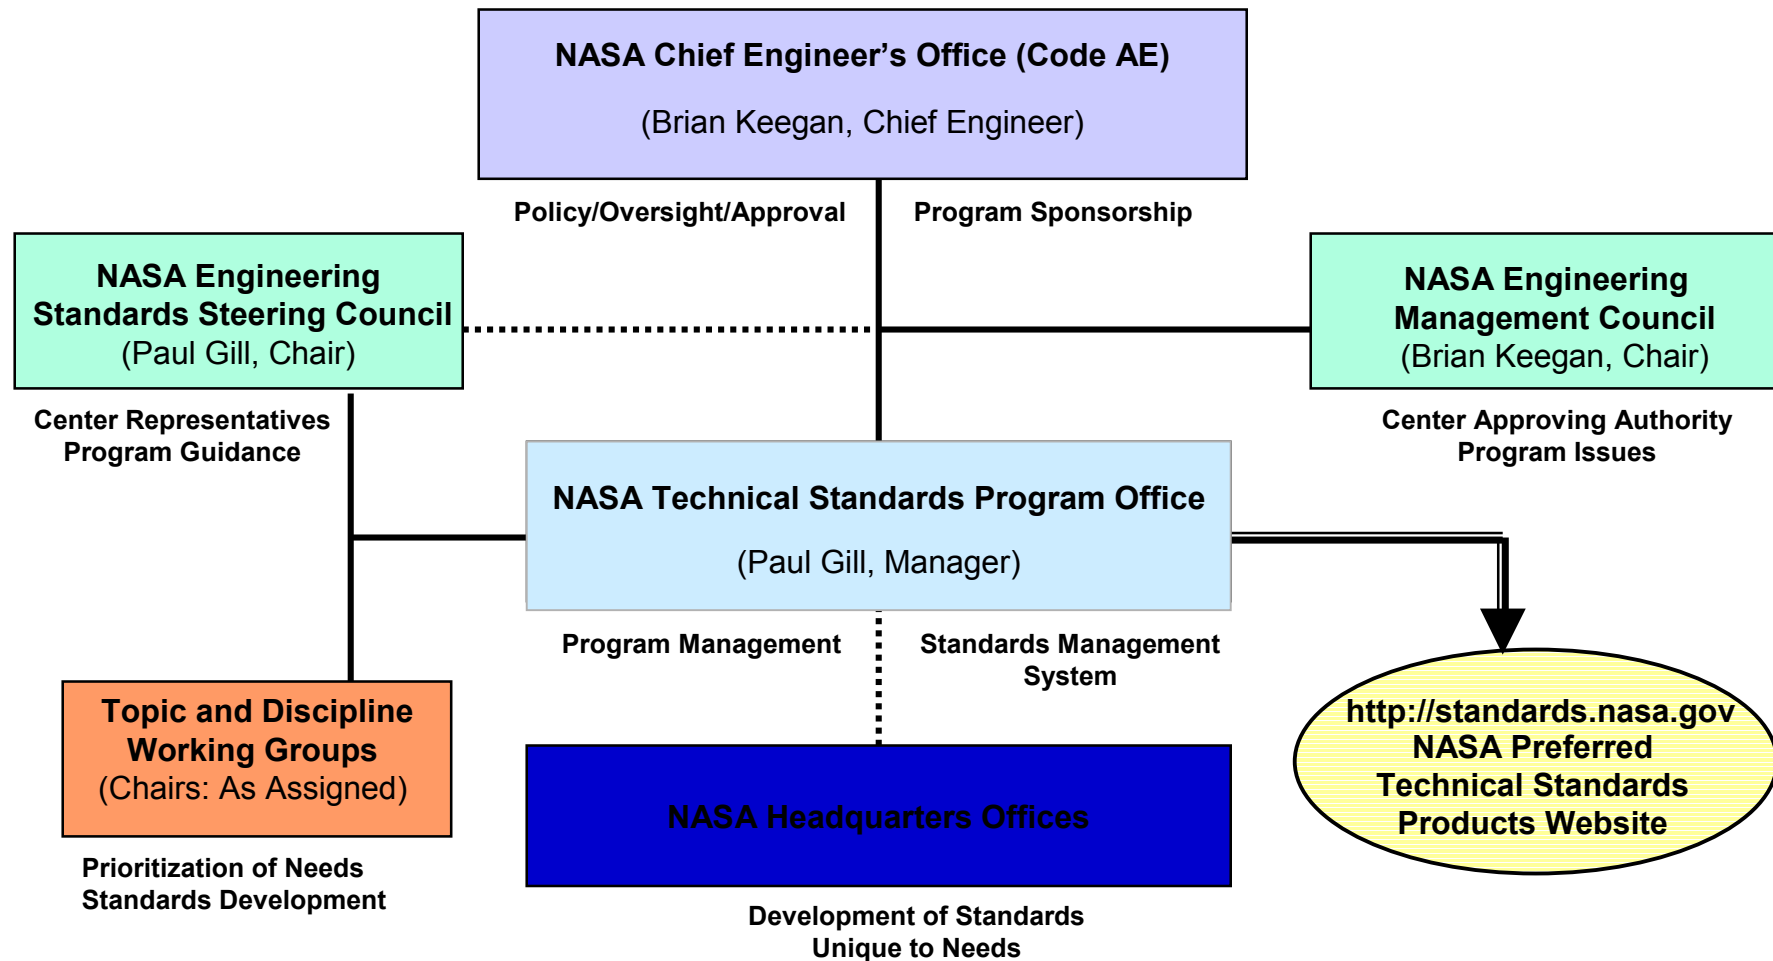 NASA Chief Engineer’s Office (Code AE)
(Brian Keegan, Chief Engineer)
Policy/Oversight/Approval
Program Sponsorship
NASA Engineering
Standards Steering Council
(Paul Gill, Chair)
NASA Engineering
Management Council
(Brian Keegan, Chair)
Center Representatives
Program Guidance
Center Approving Authority
Program Issues
NASA Technical Standards Program Office
(Paul Gill, Manager)
Program Management
Standards Management
System
Topic and Discipline
Working Groups
(Chairs: As Assigned)
http://standards.nasa.gov
NASA Preferred
Technical Standards
Products Website
NASA Headquarters Offices
Prioritization of Needs
Standards Development
Development of Standards
Unique to Needs